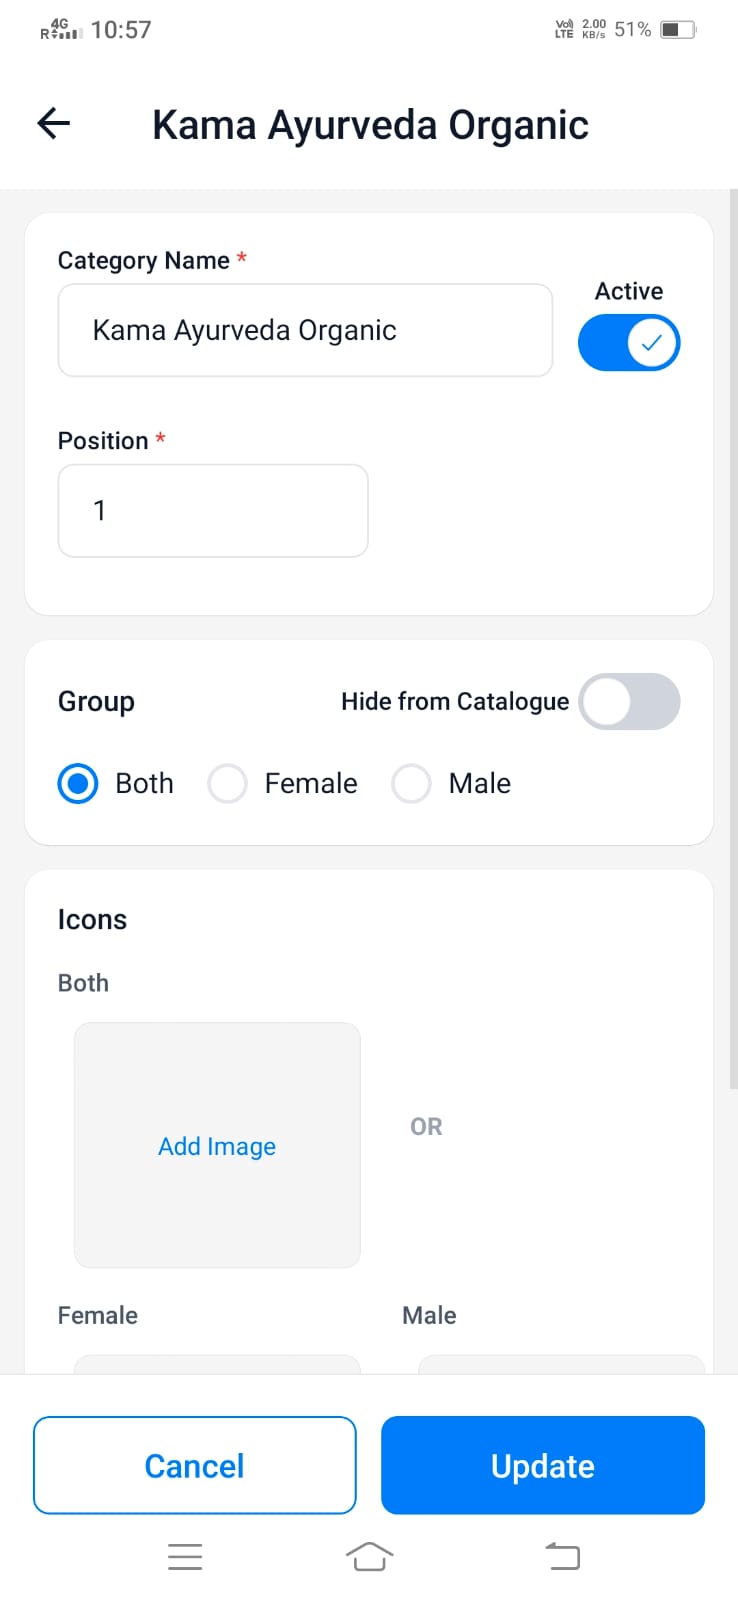 4G
R
10:57
Vo)
LTE
2.00
KB/s
51%
Kama Ayurveda Organic
Category Name *
Active
Kama Ayurveda Organic
Position *
1
Group
Hide from Catalogue
Both
Female
Male
Icons
Both
Add Image
OR
Female
Male
Cancel
Update